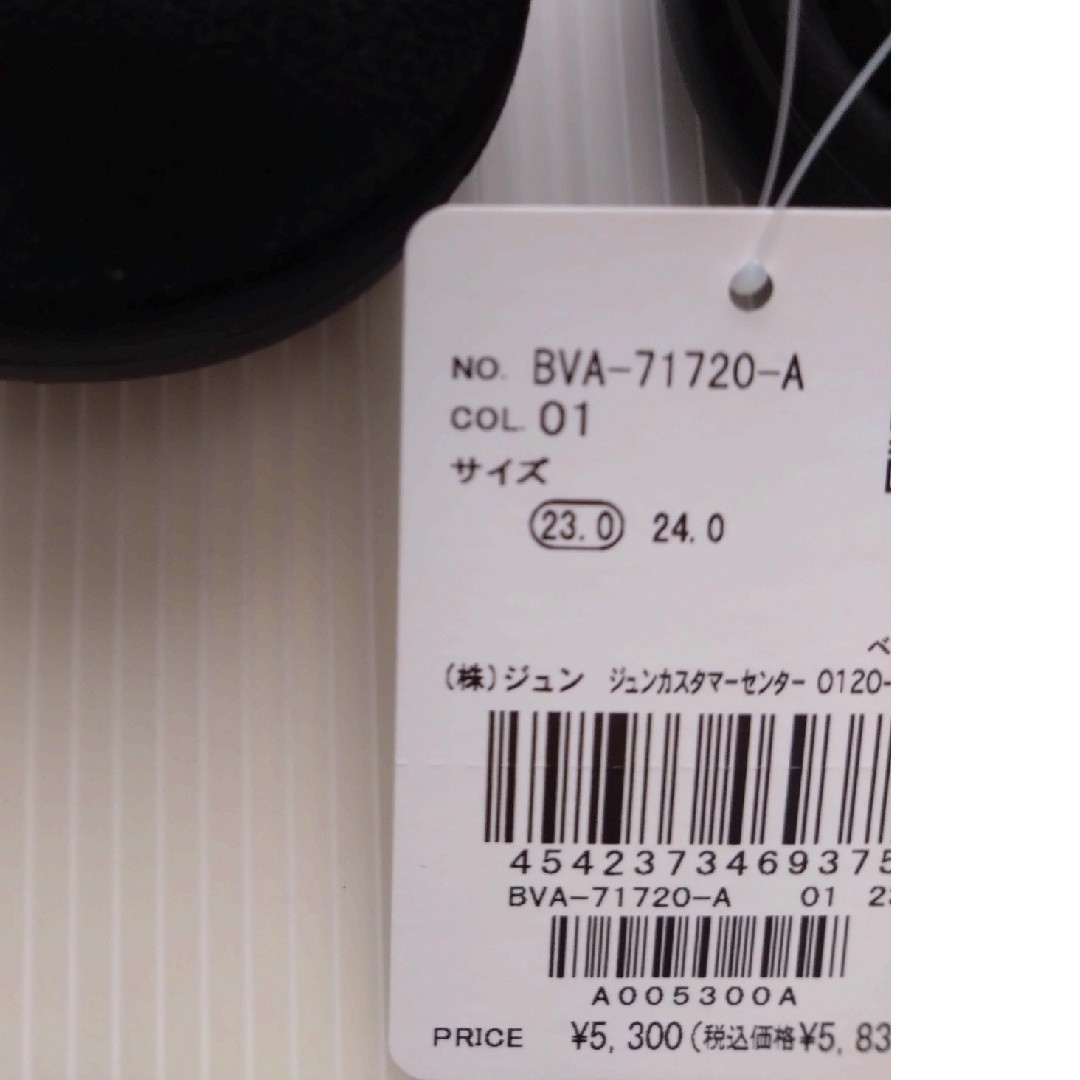 NO. BVA-71720-A
COL. 01
サイズ
23.0 24.0
ベ
(株)ジュン ジュンカスタマーセンター 0120-
4542373469375
BVA-71720-A 01 2
A005300A
PRICE ¥5,300(税込価格¥5,83